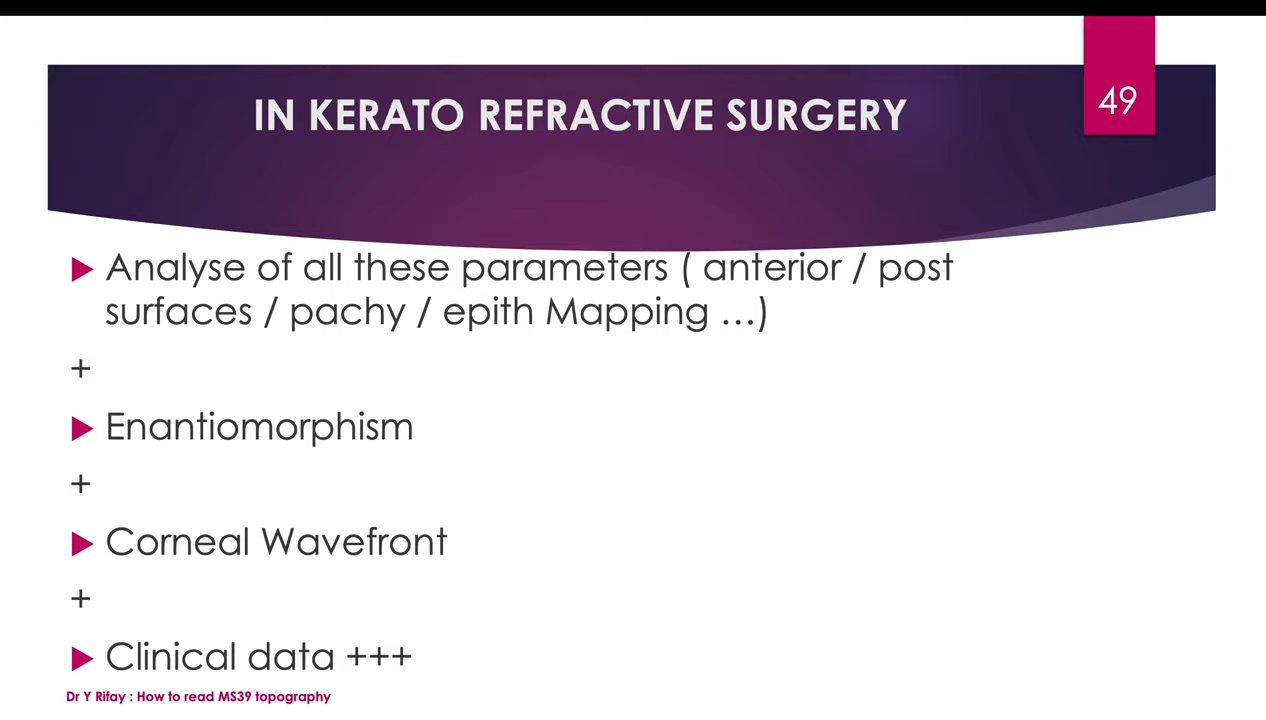 49
IN KERATO REFRACTIVE SURGERY
Analyse of all these parameters ( anterior / post
surfaces / pachy / epith Mapping …)
+
Enantiomorphism
+
Corneal Wavefront
+
Clinical data +++
Dr Y Rifay : How to read MS39 topography